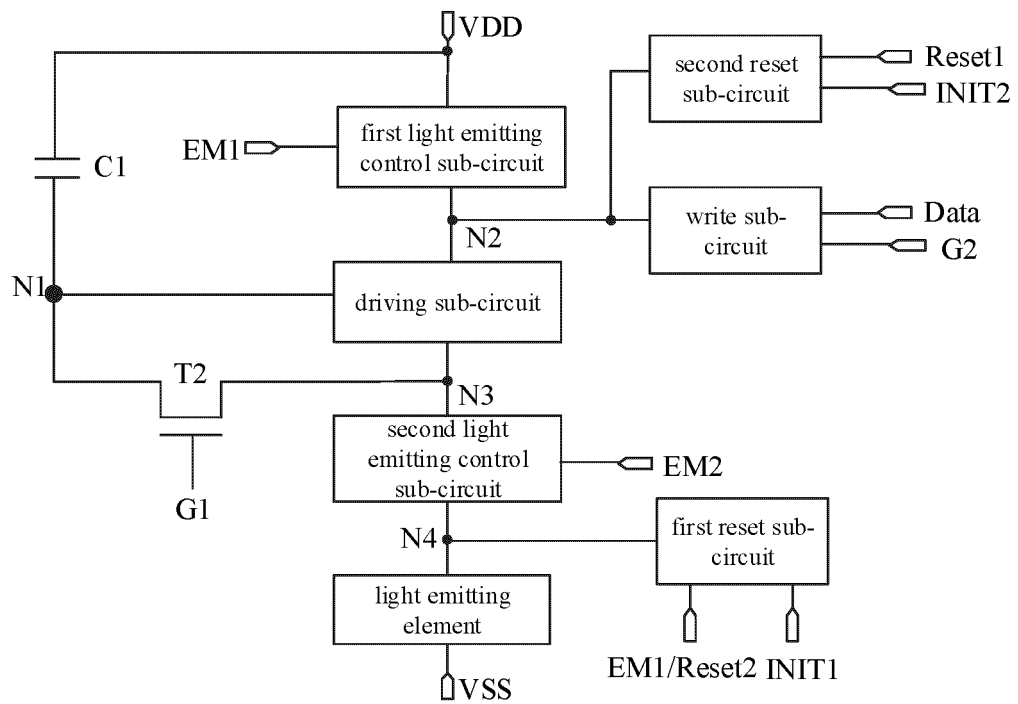 VDD
second reset
sub-circuit
Reset1
INIT2
first light emitting
control sub-circuit
EM1
C1
write sub-
circuit
Data
G2
N2
N1
driving sub-circuit
T2
N3
second light
emitting control
sub-circuit
EM2
G1
N4
first reset sub-
circuit
light emitting
element
EM1/Reset2
INIT1
VSS